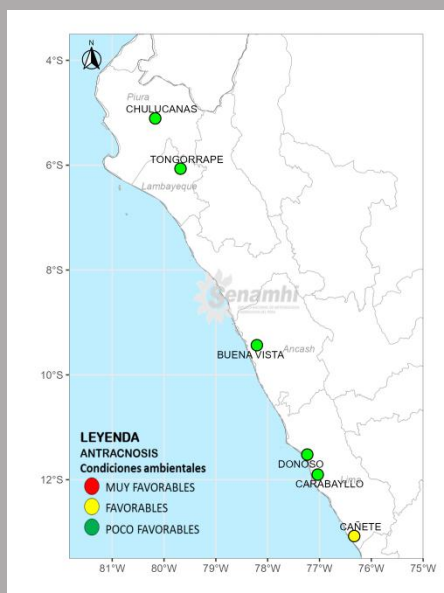 N
4°S
Piura
CHULUCANAS
6°S
TONGORRAPE
Lambayeque
8°S
Senamhi
Ancash
BUENA VISTA
10°S
LEYENDA
ANTRACNOSIS
Condiciones ambientales
MUY FAVORABLES
FAVORABLES
POCO FAVORABLES
DONOSO
Lima
CARABAYLLO
12°S
CAÑETE
81°W 80°W 79°W 78°W 77°W 76°W 75°W